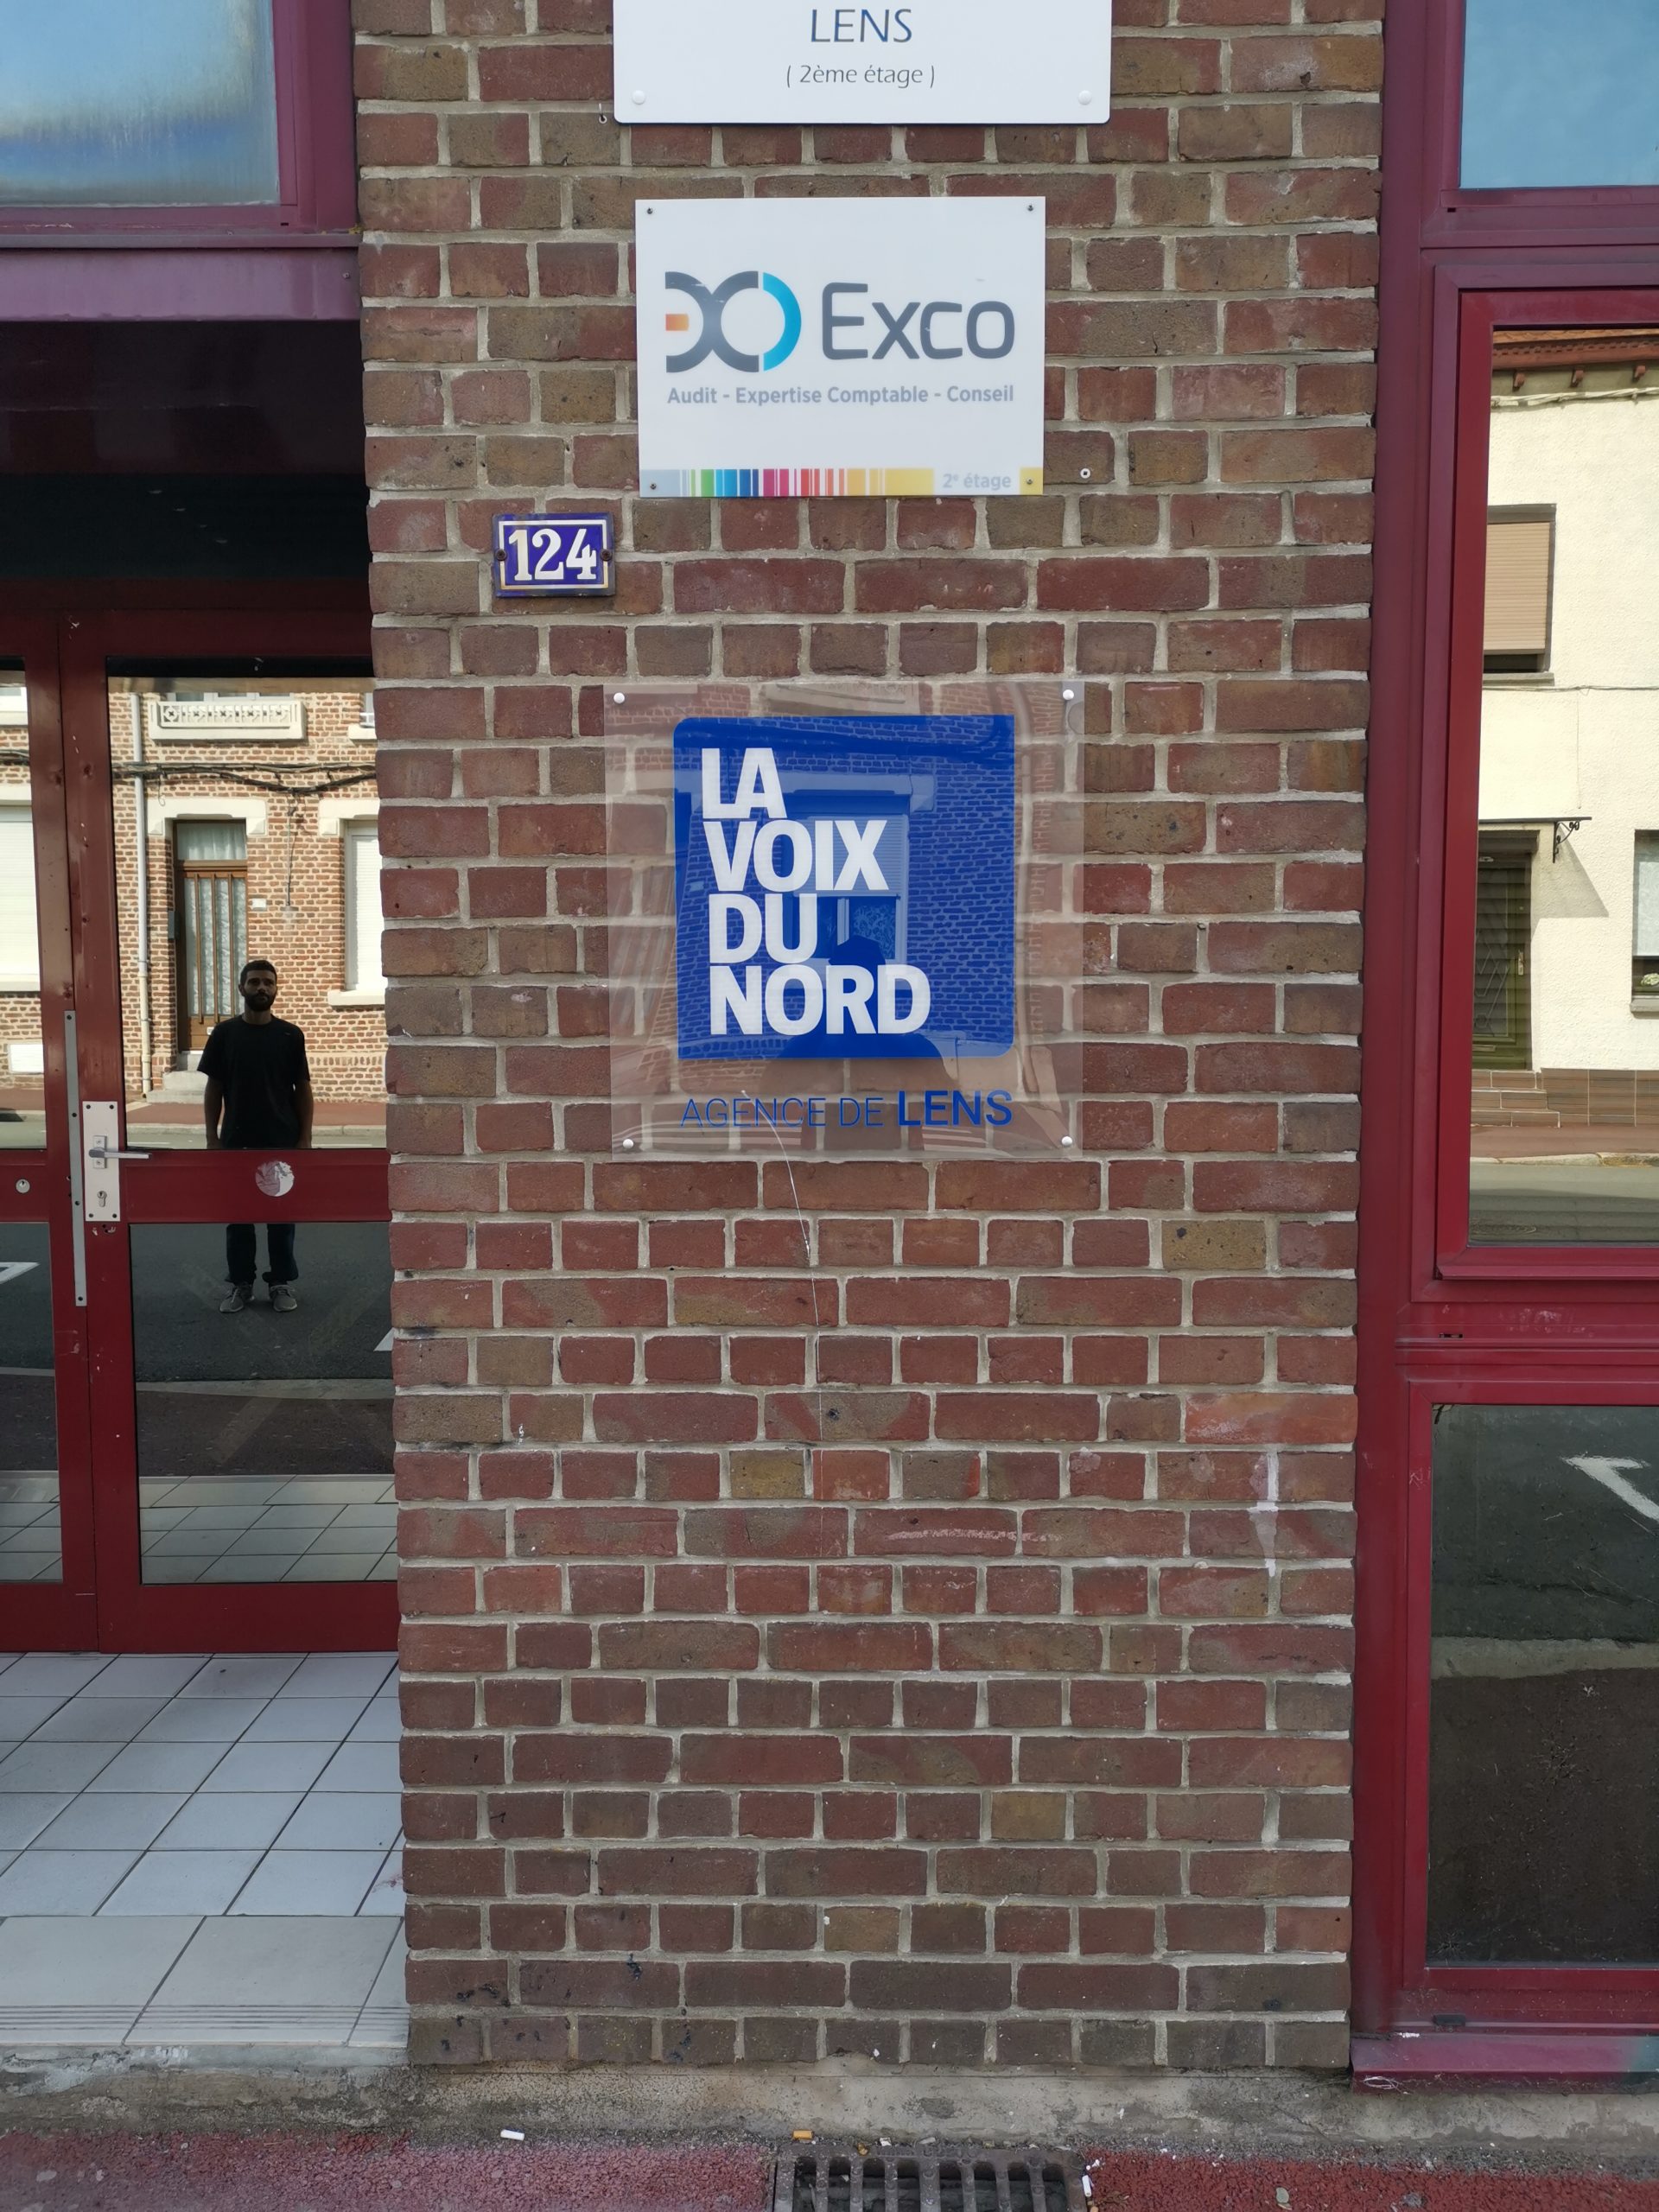 LENS
( 2ème étage )
Exco
Audit - Expertise Comptable - Conseil
2e étage
124
LA
VOIX
DU
NORD
AGENCE DE LENS